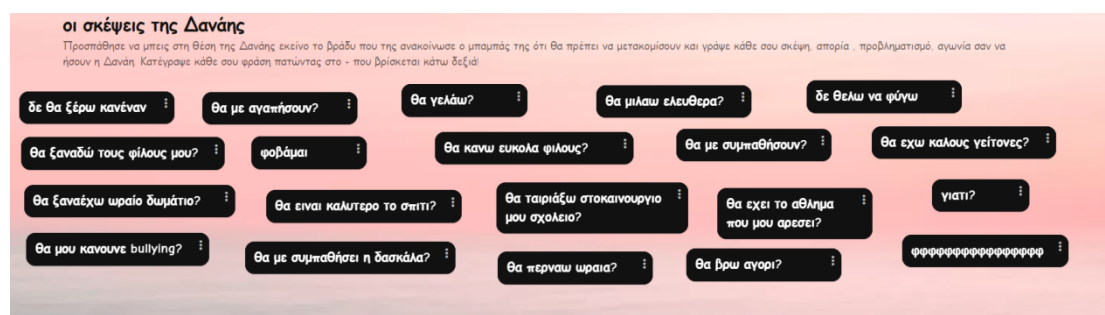 οι σκέψεις της Δανάης
Προσπάθησε να μπεις στη θέση της Δανάης εκείνο το βράδυ που της ανακοίνωσε ο μπαμπάς της ότι θα πρέπει να μετακομίσουν και γράψε κάθε σου σκέψη, απορία , προβληματισμό, αγωνία σαν να
ήσουν η Δανάη. Κατέγραψε κάθε σου φράση πατώντας στο + που βρίσκεται κάτω δεξιά!
δε θα ξέρω κανέναν
θα με αγαπήσουν?
θα γελάω?
θα μιλαω ελευθερα?
δε θελω να φύγω
θα ξαναδώ τους φίλους μου?
φοβάμαι
θα κανω ευκολα φιλους?
θα με συμπαθήσουν?
θα εχω καλους γείτονες?
θα ξαναέχω ωραίο δωμάτιο?
θα ειναι καλυτερο το σπιτι?
θα ταιριάξω στοκαινουργιο
μου σχολειο?
θα εχει το αθλημα
που μου αρεσει?
γιατι?
θα μου κανουνε bullying?
θα με συμπαθήσει η δασκάλα?
θα περναω ωραια?
θα βρω αγορι?
φφφφφφφφφφφφφφφφφ